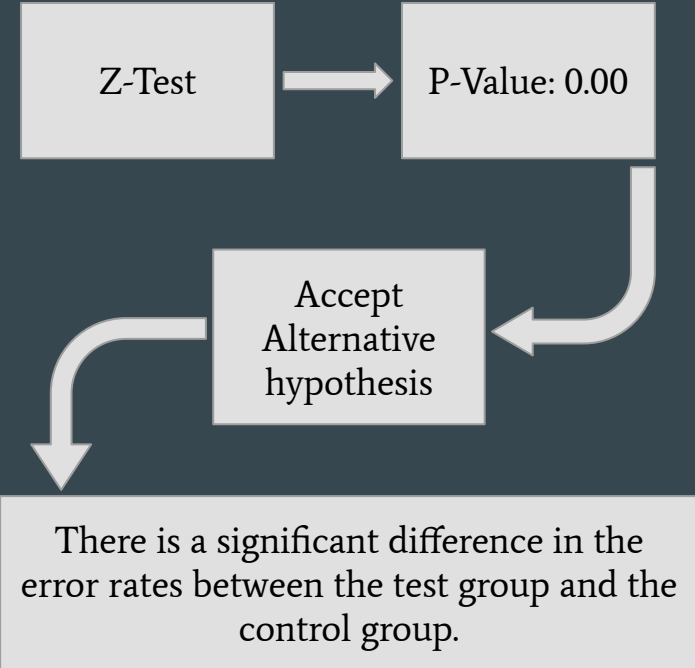 Z-Test
P-Value: 0.00
Accept
Alternative
hypothesis
There is a significant difference in the
error rates between the test group and the
control group.